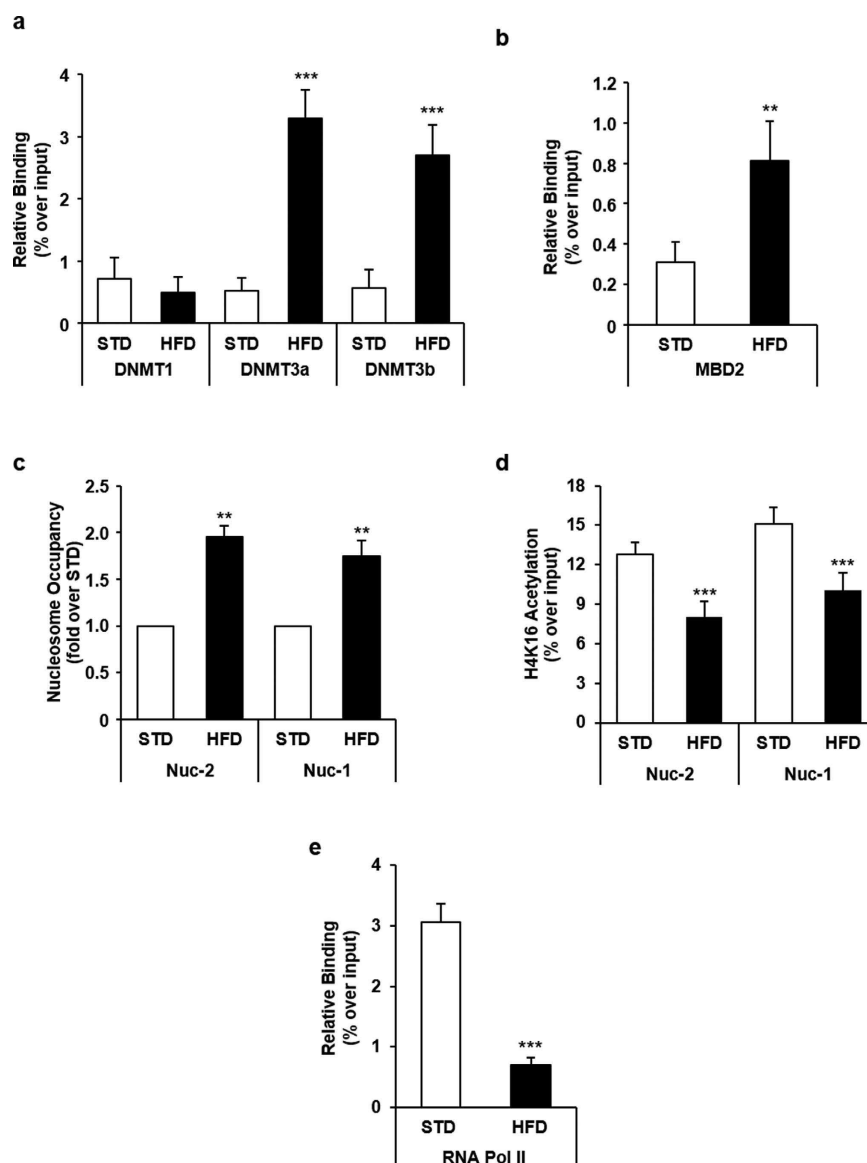 a
Relative Binding
(% over input)
4
3
2
1
0
***
***
STD HFD STD HFD STD HFD
DNMT1 DNMT3a DNMT3b
b
Relative Binding
(% over input)
1.2
1.0
0.8
0.6
0.4
0.2
0
**
STD HFD
MBD2
c
Nucleosome Occupancy
(fold over STD)
2.5
2.0
1.5
1.0
0.5
0
**
**
STD HFD STD HFD
Nuc-2 Nuc-1
d
H4K16 Acetylation
(% over input)
18
15
12
9
6
3
0
***
***
STD HFD STD HFD
Nuc-2 Nuc-1
e
Relative Binding
(% over input)
4
3
2
1
0
***
STD HFD
RNA Pol II